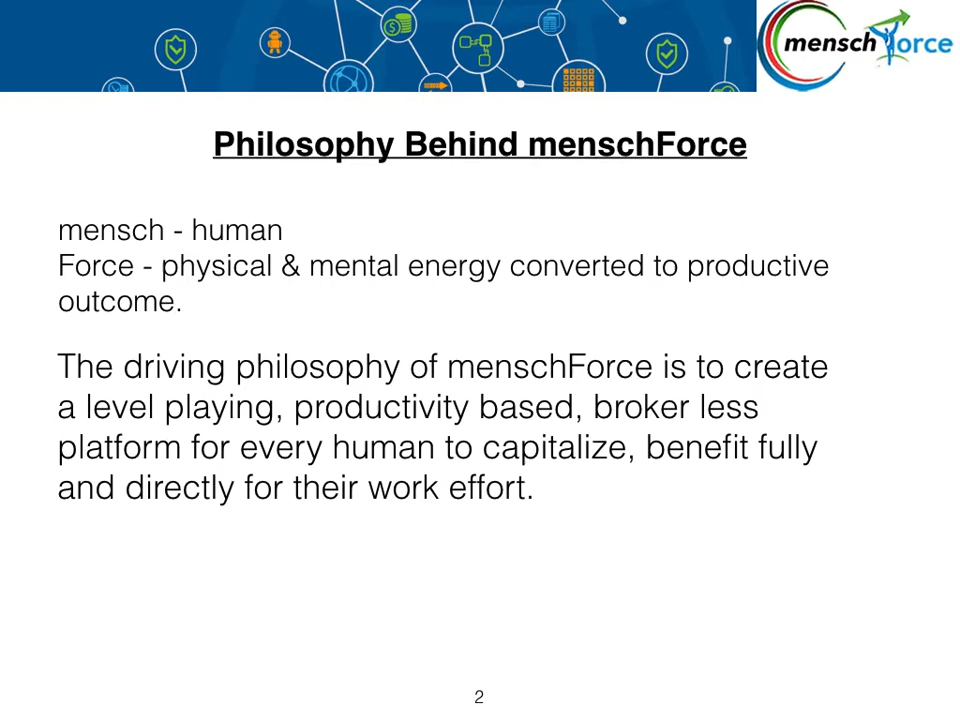 menschForce
Philosophy Behind menschForce
mensch - human
Force - physical & mental energy converted to productive
outcome.
The driving philosophy of menschForce is to create
a level playing, productivity based, broker less
platform for every human to capitalize, benefit fully
and directly for their work effort.
2